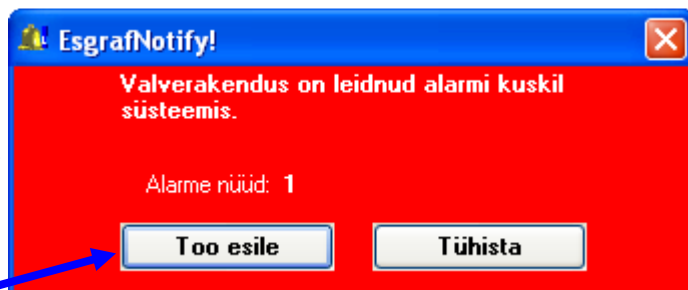 EsgrafNotify!
Valverakendus on leidnud alarmi kuskil
süsteemis.
Alarme nüüd: 1
Too esile
Tühista